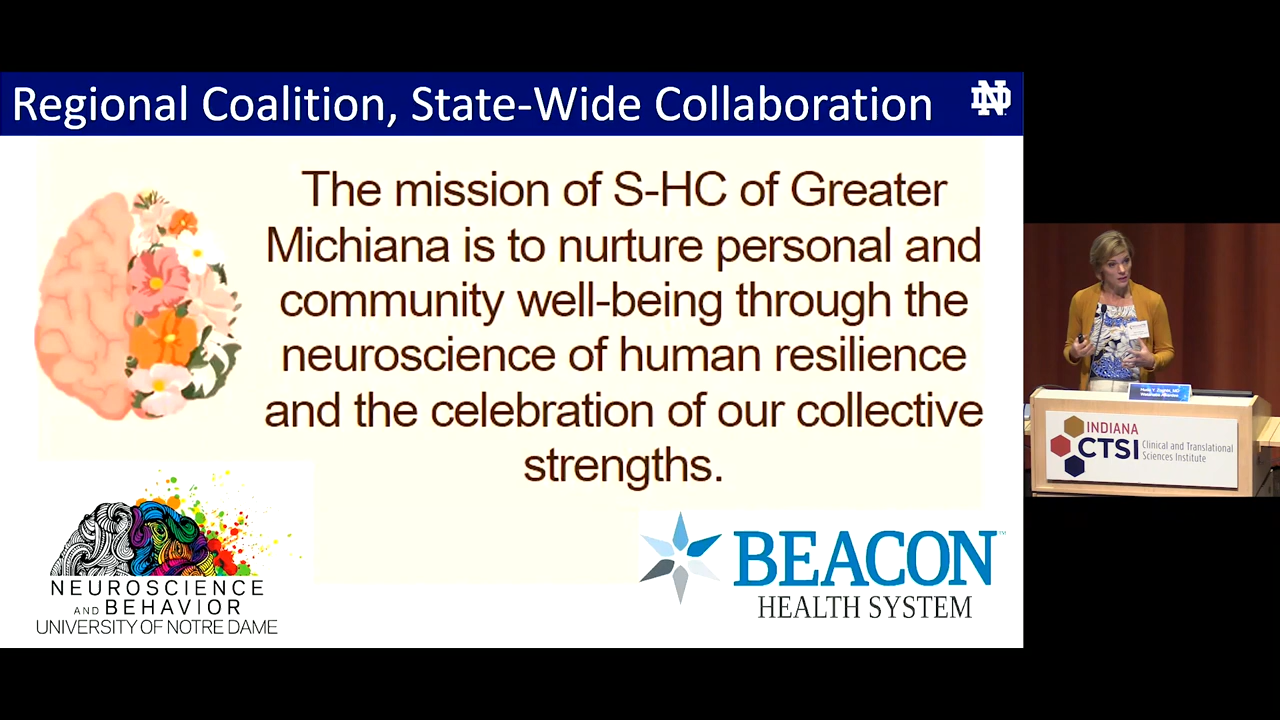 Regional Coalition, State-Wide Collaboration
ND
The mission of S-HC of Greater
Michiana is to nurture personal and
community well-being through the
neuroscience of human resilience
and the celebration of our collective
strengths.
NEUROSCIENCE
AND BEHAVIOR
UNIVERSITY OF NOTRE DAME
BEACON™
HEALTH SYSTEM
INDIANA
CTSI
Clinical and Translational
Sciences Institute